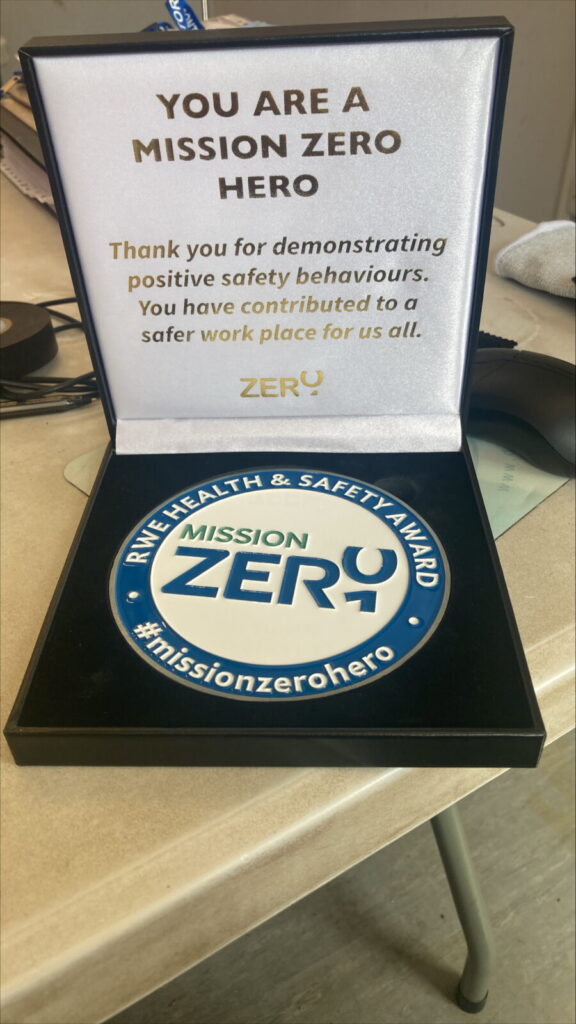 YOU ARE A
MISSION ZERO
HERO
Thank you for demonstrating
positive safety behaviours.
You have contributed to a
safer work place for us all.
ZERO
RWE HEALTH & SAFETY AWARD
MISSION
ZERO
#missionzerohero